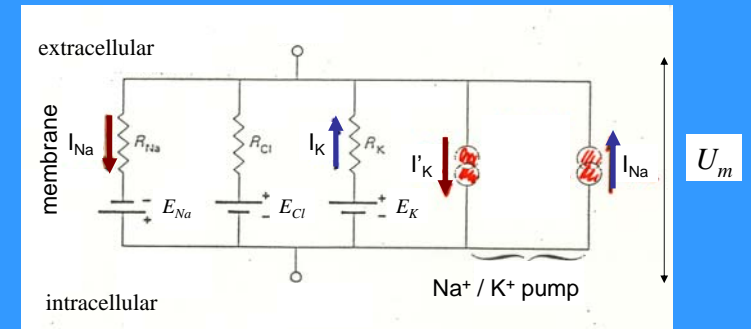 extracellular
membrane
I_Na R_Na R_Cl I_K R_K I'_K I_Na U_m
- + +
E_Na E_Cl E_K
+ - -
Na⁺ / K⁺ pump
intracellular